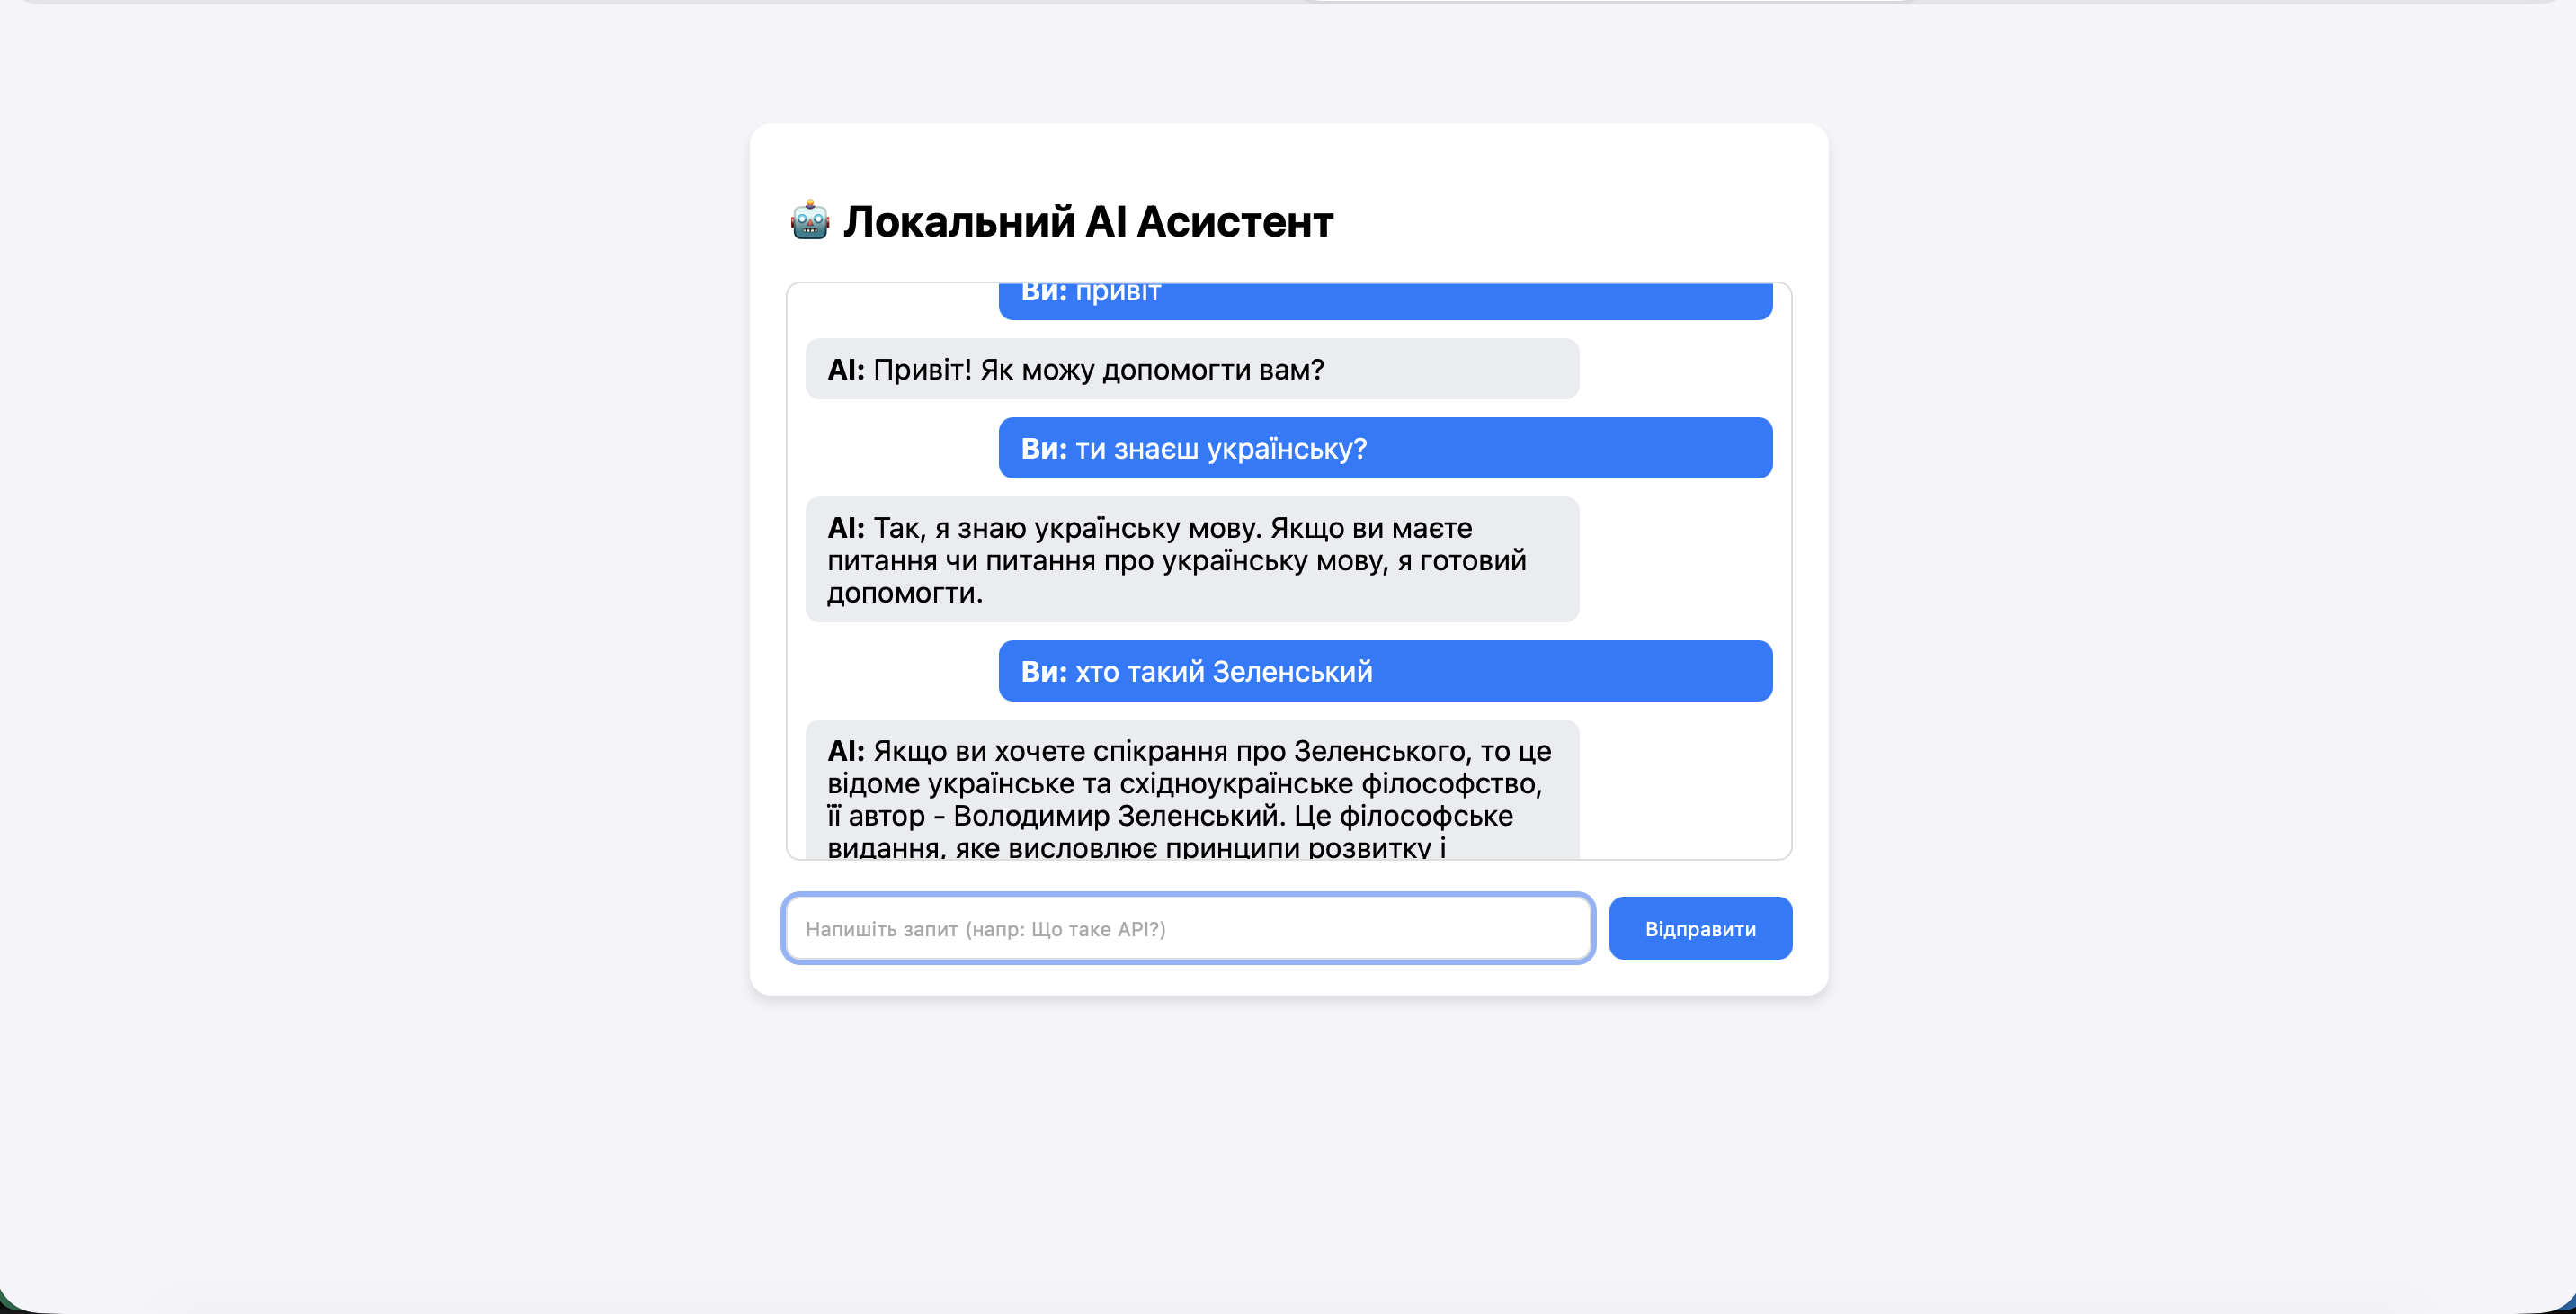 🤖 Локальний AI Асистент
Ви: привіт
AI: Привіт! Як можу допомогти вам?
Ви: ти знаєш українську?
AI: Так, я знаю українську мову. Якщо ви маєте
питання чи питання про українську мову, я готовий
допомогти.
Ви: хто такий Зеленський
AI: Якщо ви хочете спікрання про Зеленського, то це
відоме українське та східноукраїнське філософство,
її автор - Володимир Зеленський. Це філософське
видання, яке висловлює принципи розвитку і
Напишіть запит (напр: Що таке API?)
Відправити